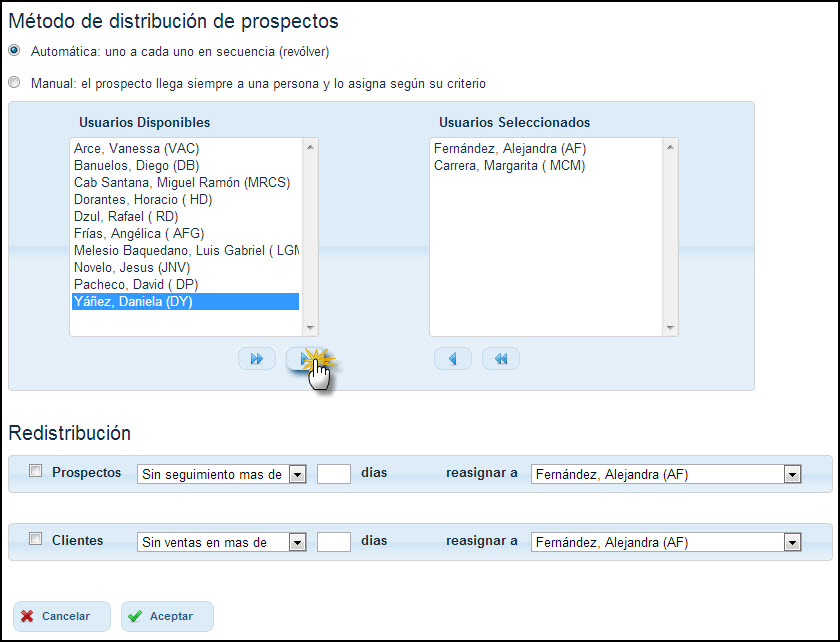 Método de distribución de prospectos
Automática: uno a cada uno en secuencia (revólver)
Manual: el prospecto llega siempre a una persona y lo asigna según su criterio
Usuarios Disponibles
Arce, Vanessa (VAC)
Banuelos, Diego (DB)
Cab Santana, Miguel Ramón (MRCS)
Dorantes, Horacio ( HD)
Dzul, Rafael ( RD)
Frías, Angélica ( AFG)
Melesio Baquedano, Luis Gabriel ( LGM
Novelo, Jesus (JNV)
Pacheco, David ( DP)
Yáñez, Daniela (DY)
Usuarios Seleccionados
Fernández, Alejandra (AF)
Carrera, Margarita ( MCM)
Redistribución
Prospectos Sin seguimiento mas de dias reasignar a Fernández, Alejandra (AF)
Clientes Sin ventas en mas de dias reasignar a Fernández, Alejandra (AF)
Cancelar Aceptar